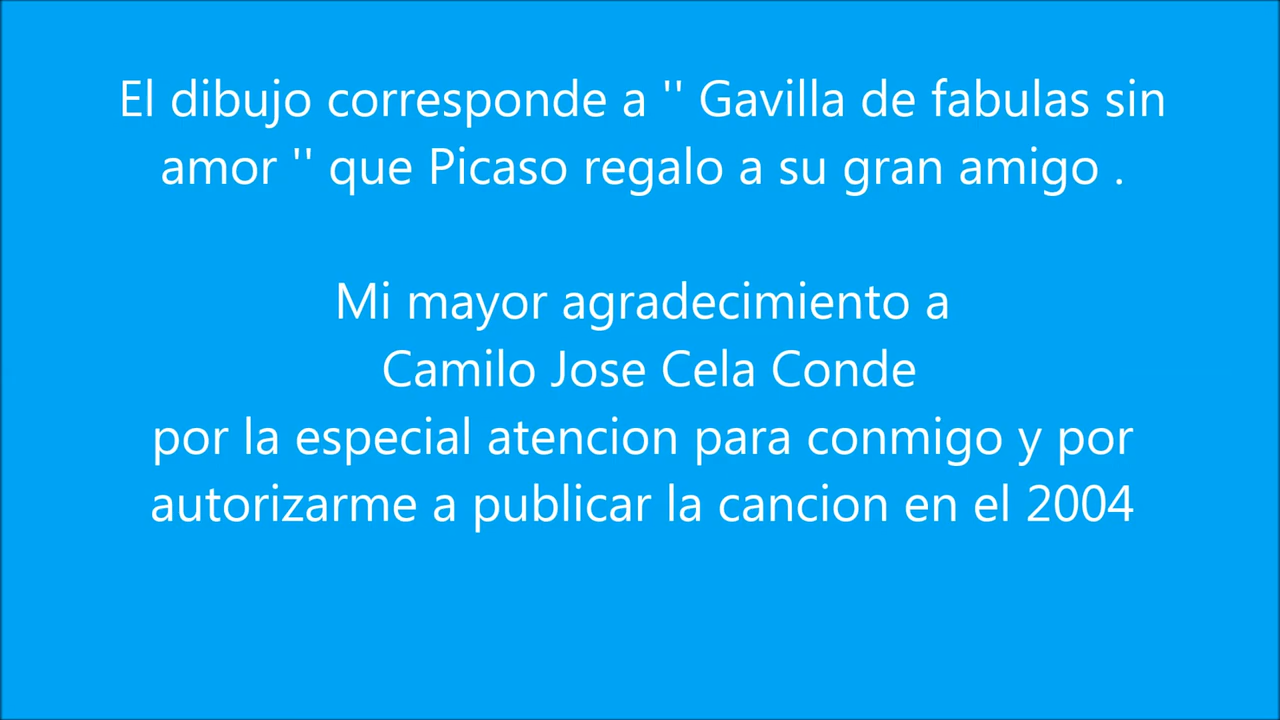 El dibujo corresponde a '' Gavilla de fabulas sin
amor '' que Picaso regalo a su gran amigo .
Mi mayor agradecimiento a
Camilo Jose Cela Conde
por la especial atencion para conmigo y por
autorizarme a publicar la cancion en el 2004